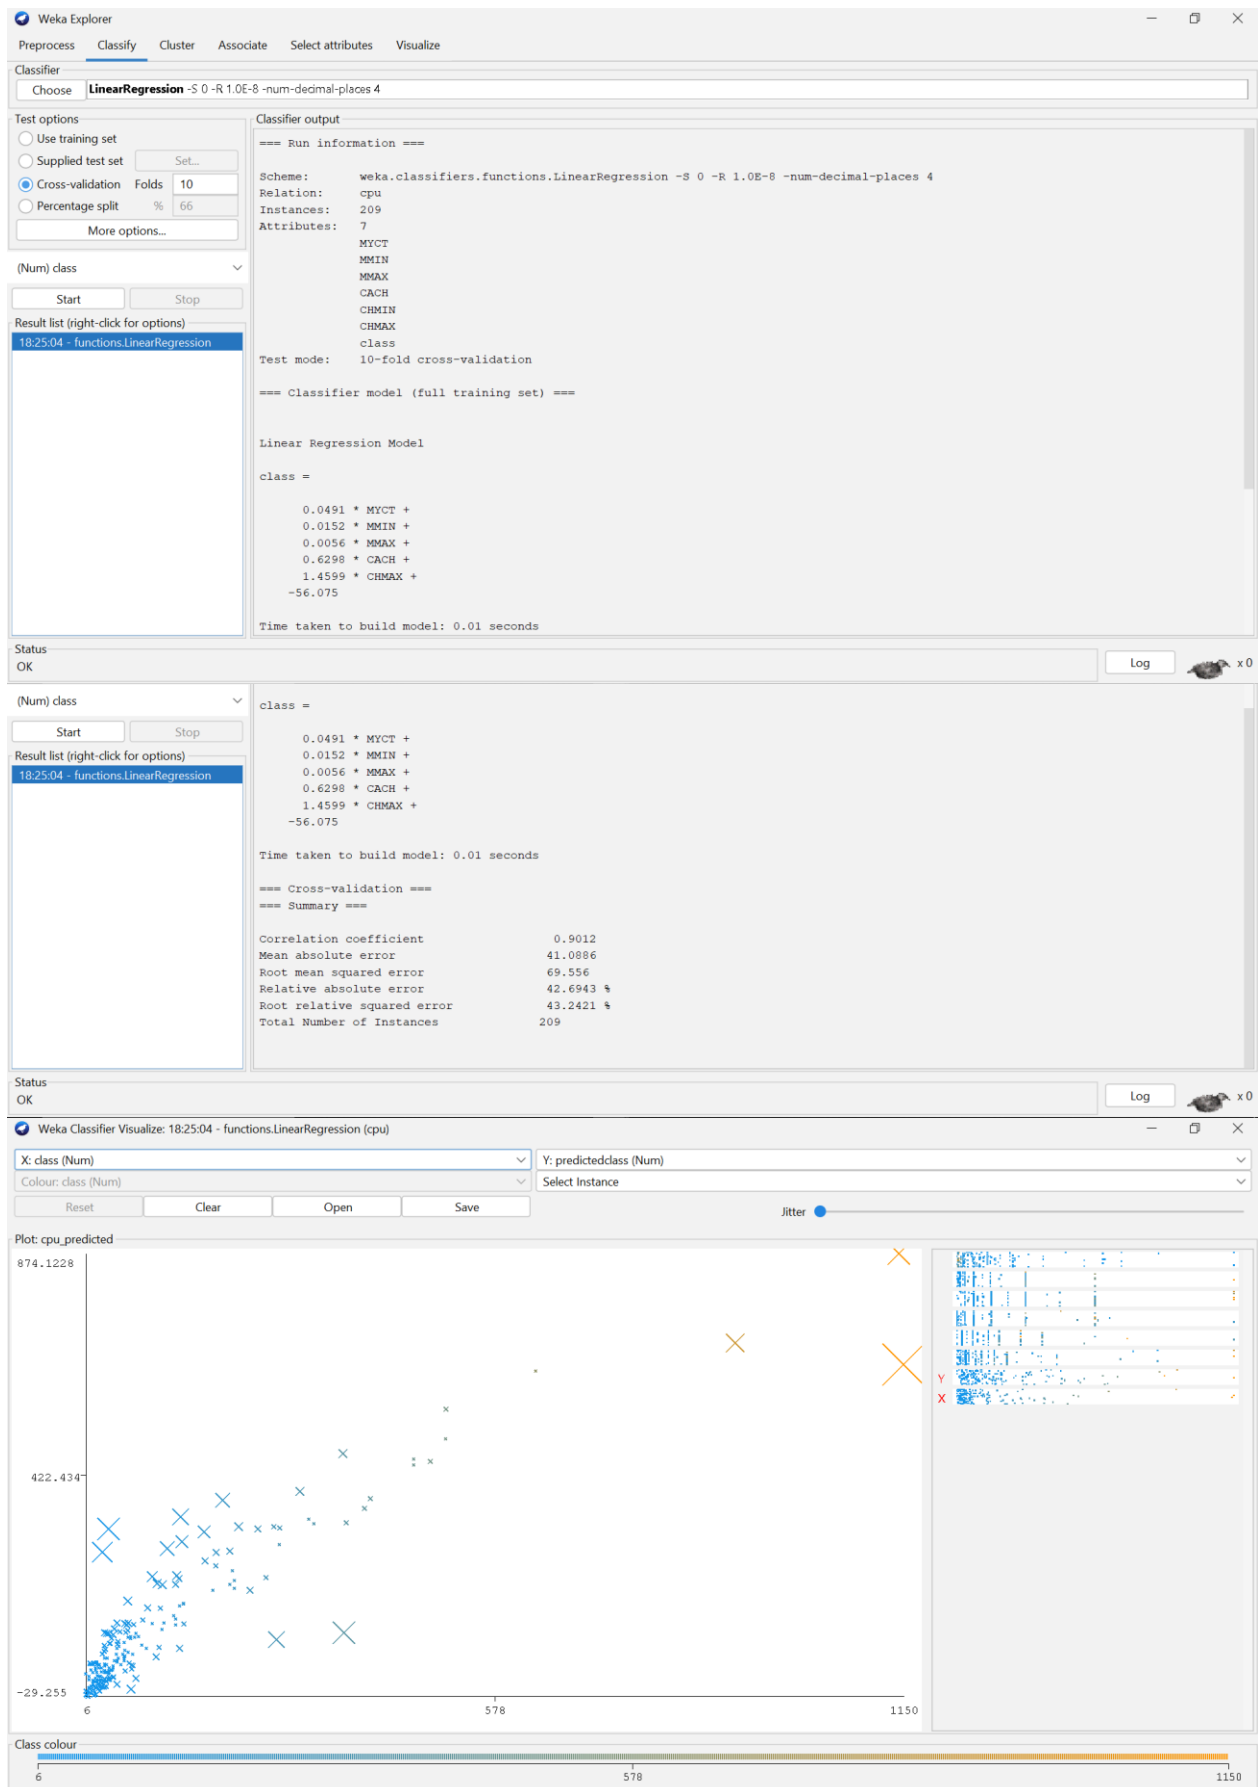 Weka Explorer
Preprocess Classify Cluster Associate Select attributes Visualize
Classifier
Choose LinearRegression -S 0 -R 1.0E-8 -num-decimal-places 4
Test options
Use training set
Supplied test set Set...
Cross-validation Folds 10
Percentage split % 66
More options...
(Num) class
Start Stop
Result list (right-click for options)
18:25:04 - functions.LinearRegression
Classifier output
=== Run information ===
Scheme: weka.classifiers.functions.LinearRegression -S 0 -R 1.0E-8 -num-decimal-places 4
Relation: cpu
Instances: 209
Attributes: 7
MYCT
MMIN
MMAX
CACH
CHMIN
CHMAX
class
Test mode: 10-fold cross-validation
=== Classifier model (full training set) ===
Linear Regression Model
class =
0.0491 * MYCT +
0.0152 * MMIN +
0.0056 * MMAX +
0.6298 * CACH +
1.4599 * CHMAX +
-56.075
Time taken to build model: 0.01 seconds
Status
OK
Log x 0
(Num) class
Start Stop
Result list (right-click for options)
18:25:04 - functions.LinearRegression
class =
0.0491 * MYCT +
0.0152 * MMIN +
0.0056 * MMAX +
0.6298 * CACH +
1.4599 * CHMAX +
-56.075
Time taken to build model: 0.01 seconds
=== Cross-validation ===
=== Summary ===
Correlation coefficient 0.9012
Mean absolute error 41.0886
Root mean squared error 69.556
Relative absolute error 42.6943 %
Root relative squared error 43.2421 %
Total Number of Instances 209
Status
OK
Log x 0
Weka Classifier Visualize: 18:25:04 - functions.LinearRegression (cpu)
X: class (Num) Y: predictedclass (Num)
Colour: class (Num) Select Instance
Reset Clear Open Save Jitter
Plot: cpu_predicted
874.1228
422.434
-29.255
6 578 1150
Y
X
Class colour
6 578 1150